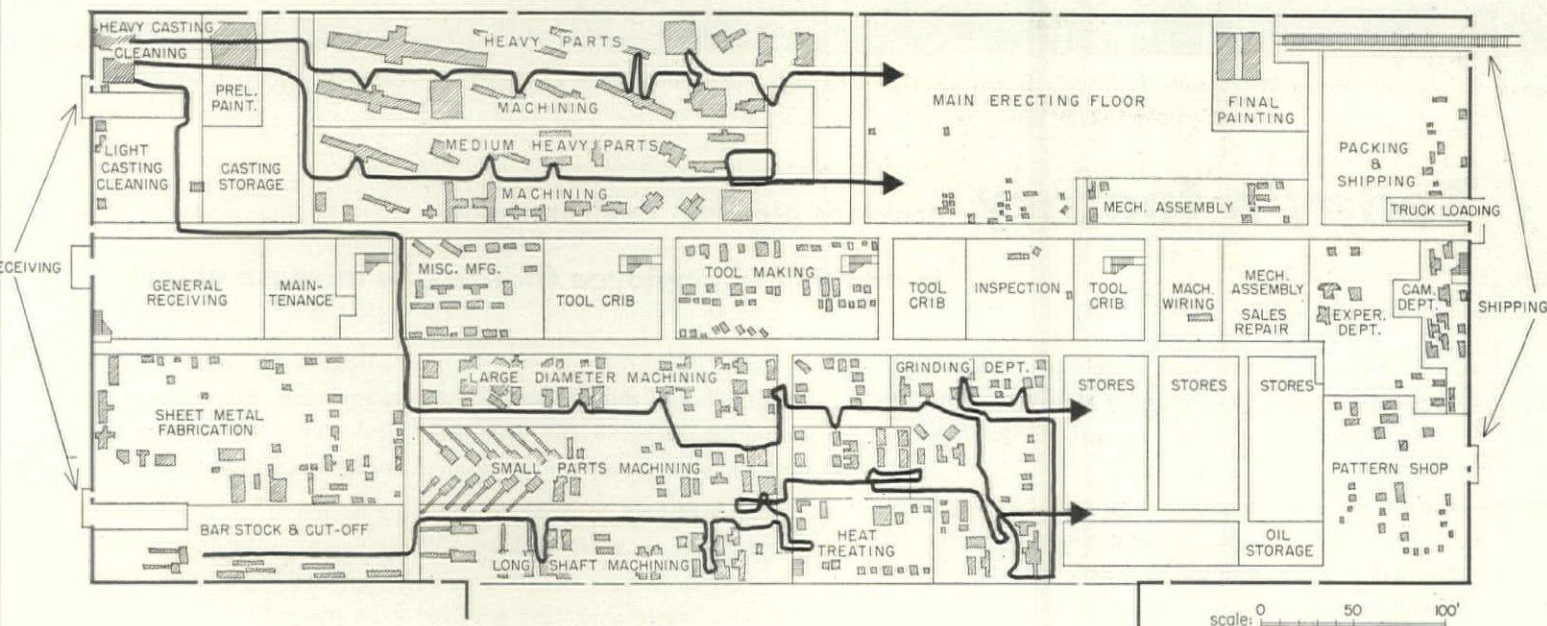 HEAVY CASTING
CLEANING
PREL.
PAINT.
LIGHT
CASTING
CLEANING
CASTING
STORAGE
HEAVY PARTS
MACHINING
MEDIUM HEAVY PARTS
MACHINING
MAIN ERECTING FLOOR
FINAL
PAINTING
PACKING
&
SHIPPING
TRUCK LOADING
MECH. ASSEMBLY
ECEIVING
GENERAL
RECEIVING
MAIN-
TENANCE
MISC. MFG.
TOOL CRIB
TOOL MAKING
TOOL
CRIB
INSPECTION
TOOL
CRIB
MACH.
WIRING
MECH.
ASSEMBLY
SALES
REPAIR
EXPER.
DEPT.
CAM.
DEPT.
SHIPPING
SHEET METAL
FABRICATION
LARGE DIAMETER MACHINING
GRINDING DEPT.
STORES
STORES
STORES
SMALL PARTS MACHINING
PATTERN SHOP
BAR STOCK & CUT-OFF
LONG SHAFT MACHINING
HEAT
TREATING
OIL
STORAGE
scale: 0 50 100'